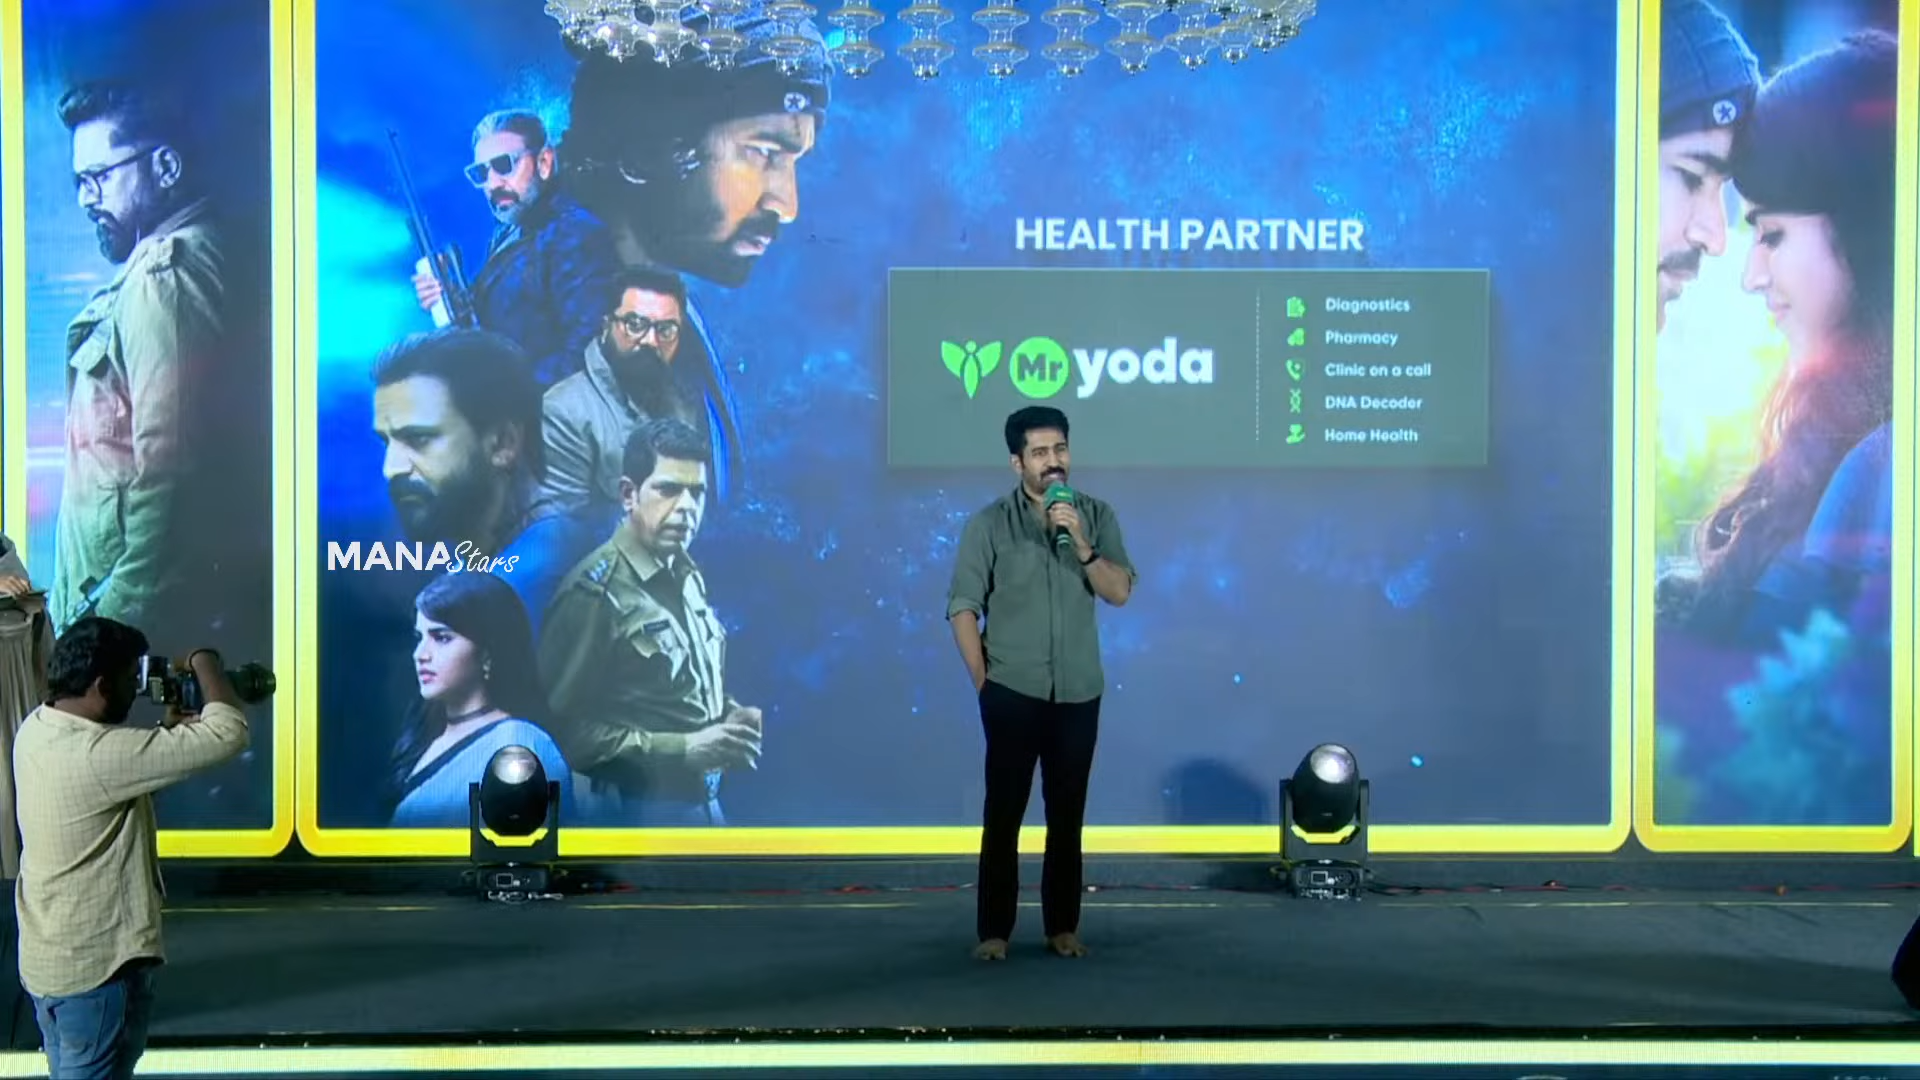 HEALTH PARTNER
Mr yoda
Diagnostics
Pharmacy
Clinic on a call
DNA Decoder
Home Health
MANA Stars